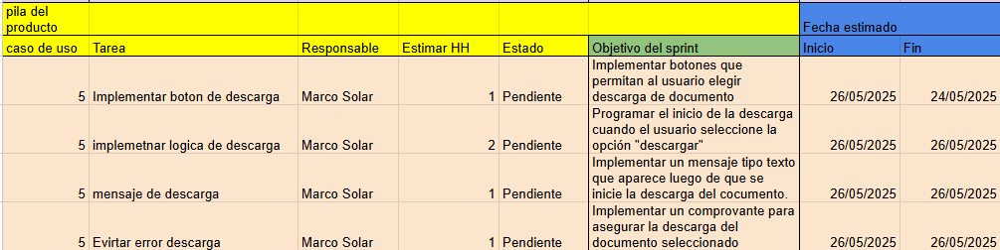 pila del
producto
Fecha estimado
caso de uso Tarea Responsable Estimar HH Estado Objetivo del sprint Inicio Fin
Implementar botones que
permitan al usuario elegir
descarga de documento
5 Implementar boton de descarga Marco Solar 1 Pendiente 26/05/2025 24/05/2025
Programar el inicio de la descarga
cuando el usuario seleccione la
opción "descargar"
5 implemetnar logica de descarga Marco Solar 2 Pendiente 26/05/2025 26/05/2025
Implementar un mensaje tipo texto
que aparece luego de que se
inicie la descarga del cocumento.
5 mensaje de descarga Marco Solar 1 Pendiente 26/05/2025 26/05/2025
Implementar un comprovante para
asegurar la descarga del
documento seleccionado
5 Evirtar error descarga Marco Solar 1 Pendiente 26/05/2025 26/05/2025